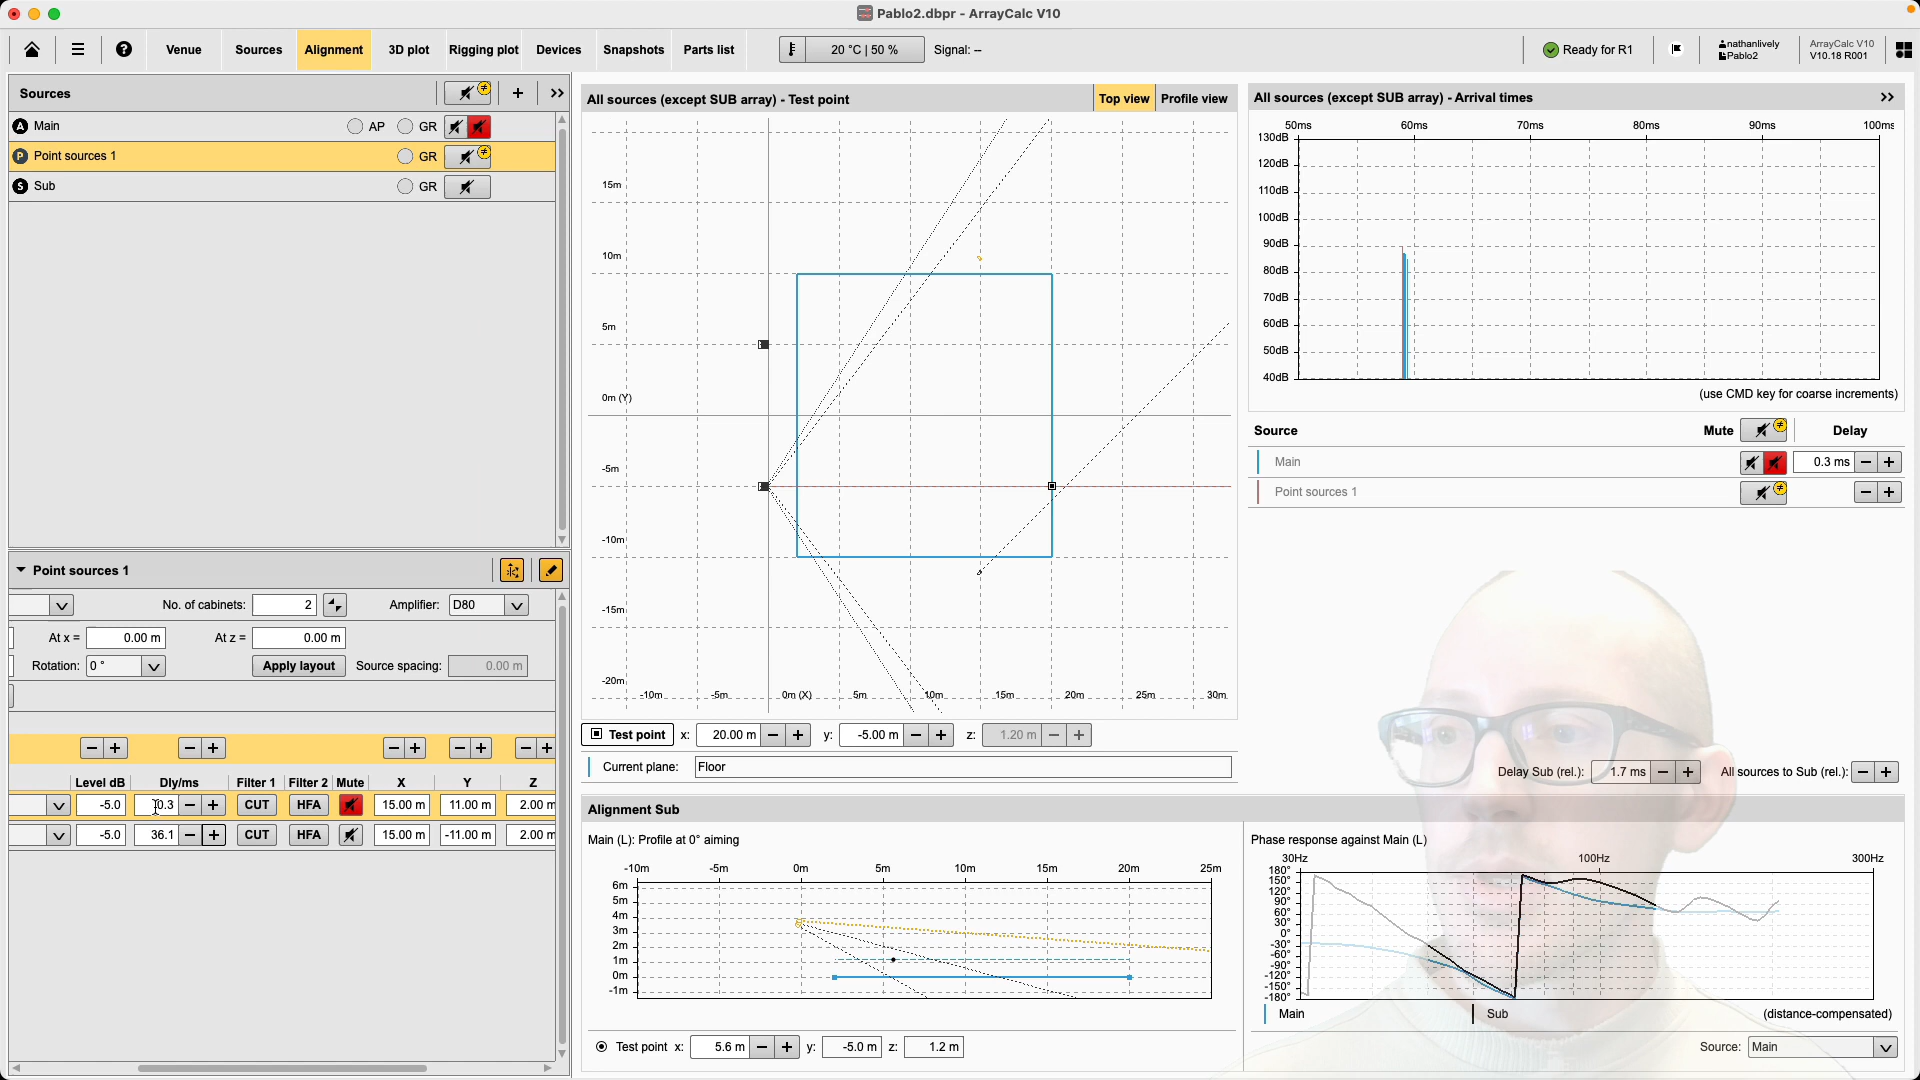 Pablo2.dbpr - ArrayCalc V10
Venue Sources Alignment 3D plot Rigging plot Devices Snapshots Parts list 20 °C | 50 % Signal: -- Ready for R1 nathanlively ArrayCalc V10
Pablo2 V10.18 R001
Sources
A Main AP GR
P Point sources 1 GR
S Sub GR
Point sources 1
No. of cabinets: 2 Amplifier: D80
At x = 0.00 m At z = 0.00 m
Rotation: 0 ° Apply layout Source spacing: 0.00 m
Level dB Dly/ms Filter 1 Filter 2 Mute X Y Z
-5.0 0.3 CUT HFA 15.00 m 11.00 m 2.00 m
-5.0 36.1 CUT HFA 15.00 m -11.00 m 2.00 m
All sources (except SUB array) - Test point Top view Profile view
15m
10m
5m
0m (Y)
-5m
-10m
-15m
-20m
-10m -5m 0m (X) 5m 10m 15m 20m 25m 30m
Test point x: 20.00 m y: -5.00 m z: 1.20 m
Current plane: Floor
All sources (except SUB array) - Arrival times
50ms 60ms 70ms 80ms 90ms 100ms
130dB
120dB
110dB
100dB
90dB
80dB
70dB
60dB
50dB
40dB
(use CMD key for coarse increments)
Source Mute Delay
Main 0.3 ms
Point sources 1
Delay Sub (rel.): 1.7 ms All sources to Sub (rel.):
Alignment Sub
Main (L): Profile at 0° aiming
-10m -5m 0m 5m 10m 15m 20m 25m
6m
5m
4m
3m
2m
1m
0m
-1m
Test point x: 5.6 m y: -5.0 m z: 1.2 m
Phase response against Main (L)
30Hz 100Hz 300Hz
180°
150°
120°
90°
60°
30°
0°
-30°
-60°
-90°
-120°
-150°
-180°
Main Sub (distance-compensated)
Source: Main